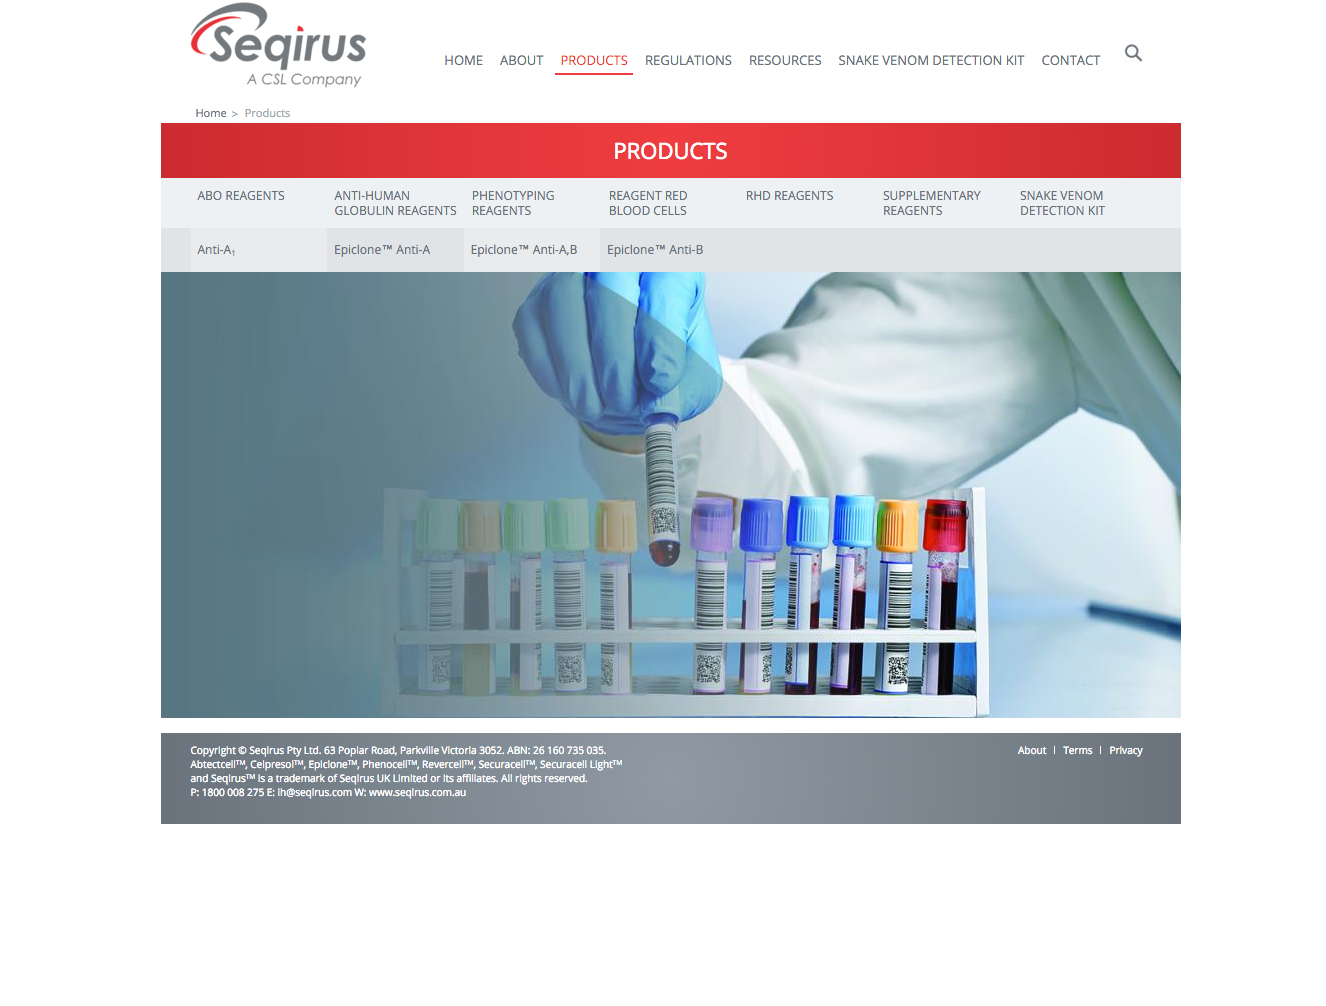 Seqirus
A CSL Company
HOME ABOUT PRODUCTS REGULATIONS RESOURCES SNAKE VENOM DETECTION KIT CONTACT
Home > Products
PRODUCTS
ABO REAGENTS
ANTI-HUMAN
GLOBULIN REAGENTS
PHENOTYPING
REAGENTS
REAGENT RED
BLOOD CELLS
RHD REAGENTS
SUPPLEMENTARY
REAGENTS
SNAKE VENOM
DETECTION KIT
Anti-A₁ Epiclone™ Anti-A Epiclone™ Anti-A,B Epiclone™ Anti-B
Copyright © Seqirus Pty Ltd. 63 Poplar Road, Parkville Victoria 3052. ABN: 26 160 735 035.
Abtectcell™, Celpresol™, Epiclone™, Phenocell™, Revercell™, Securacell™, Securacell Light™
and Seqirus™ is a trademark of Seqirus UK Limited or its affiliates. All rights reserved.
P: 1800 008 275 E: ih@seqirus.com W: www.seqirus.com.au
About | Terms | Privacy